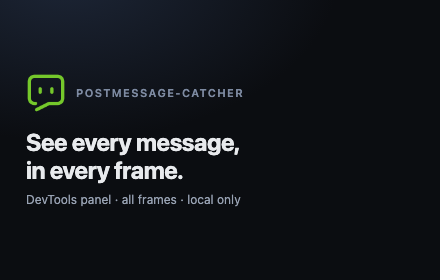 POSTMESSAGE-CATCHER
See every message,
in every frame.
DevTools panel · all frames · local only